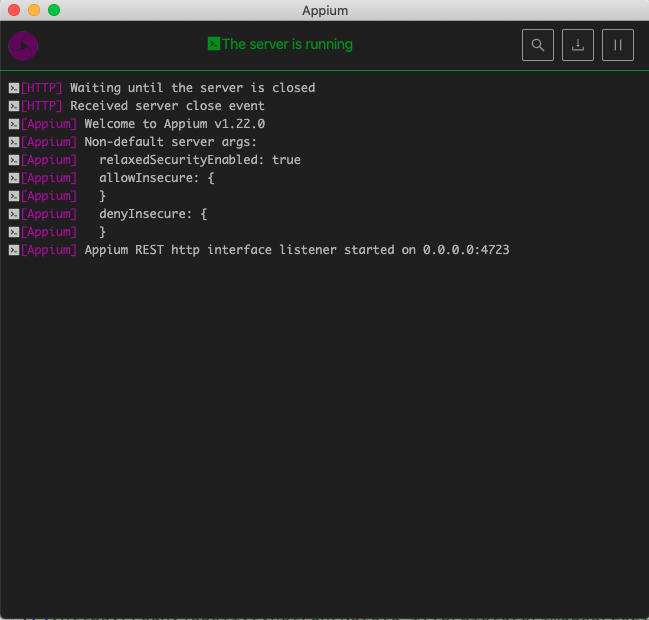 Appium
The server is running
[HTTP] Waiting until the server is closed
[HTTP] Received server close event
[Appium] Welcome to Appium v1.22.0
[Appium] Non-default server args:
[Appium]   relaxedSecurityEnabled: true
[Appium]   allowInsecure: {
[Appium]   }
[Appium]   denyInsecure: {
[Appium]   }
[Appium] Appium REST http interface listener started on 0.0.0.0:4723